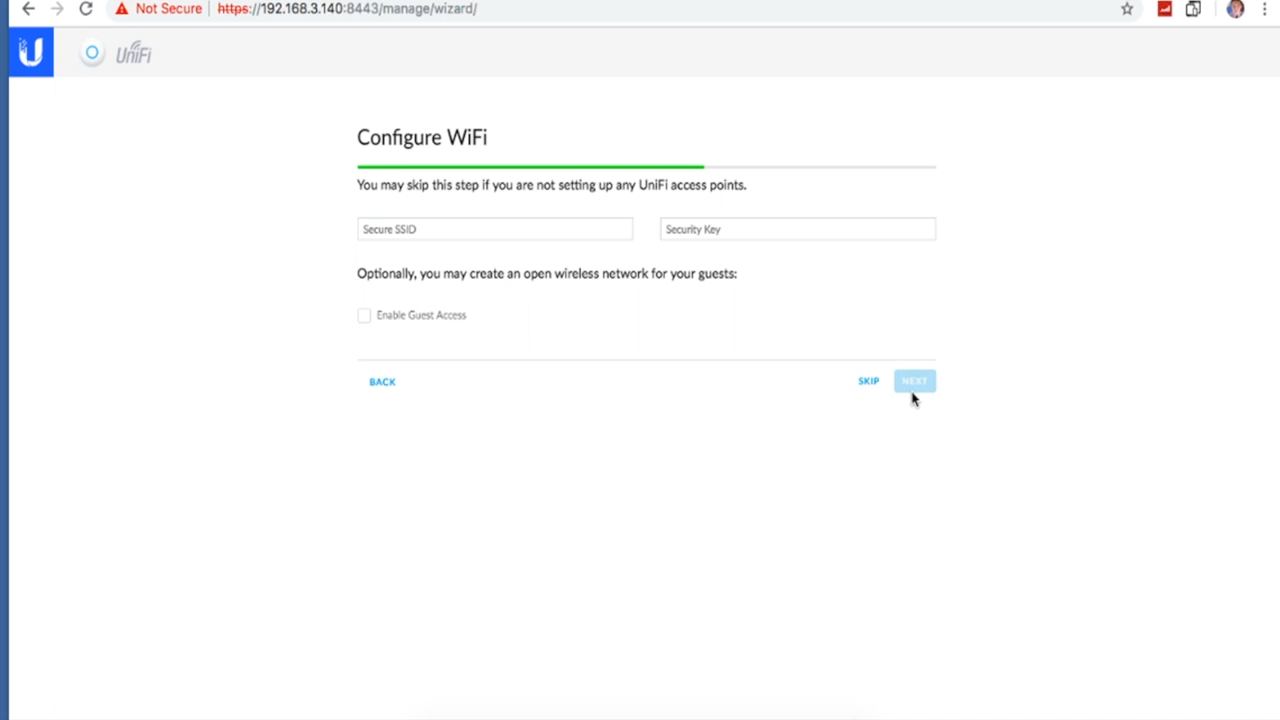 Not Secure https://192.168.3.140:8443/manage/wizard/
UniFi
Configure WiFi
You may skip this step if you are not setting up any UniFi access points.
Secure SSID Security Key
Optionally, you may create an open wireless network for your guests:
Enable Guest Access
BACK SKIP NEXT